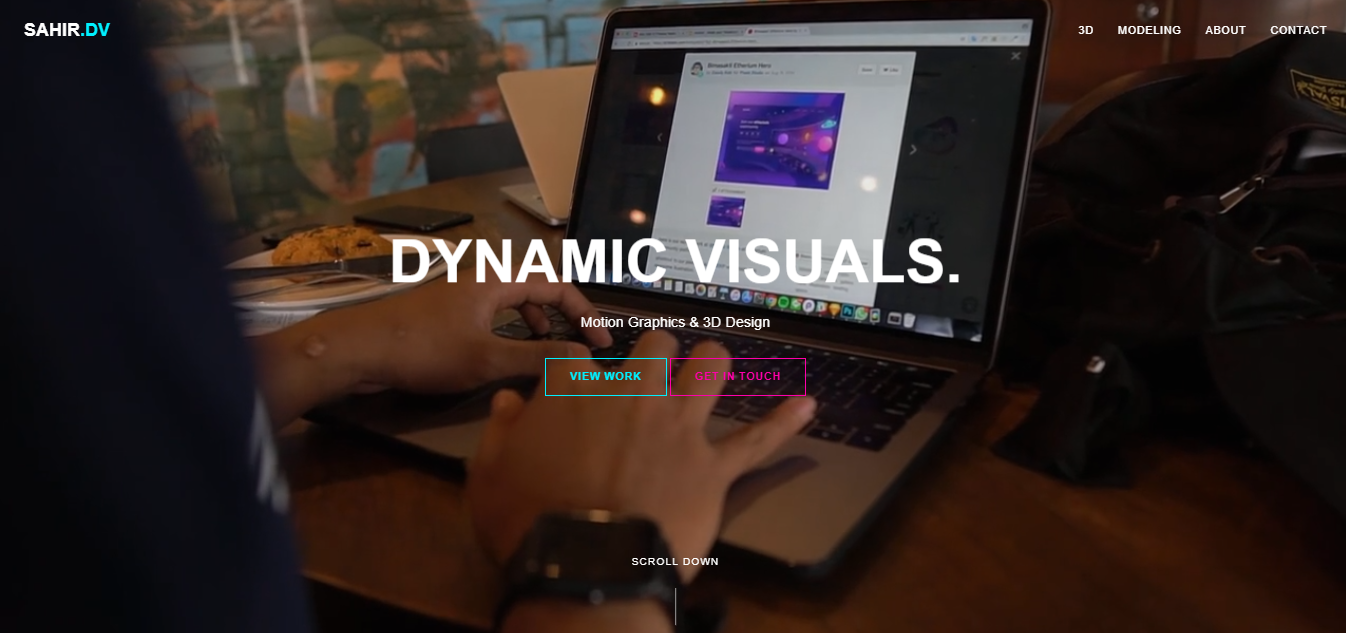 SAHIR.DV
3D MODELING ABOUT CONTACT
DYNAMIC VISUALS.
Motion Graphics & 3D Design
VIEW WORK GET IN TOUCH
SCROLL DOWN